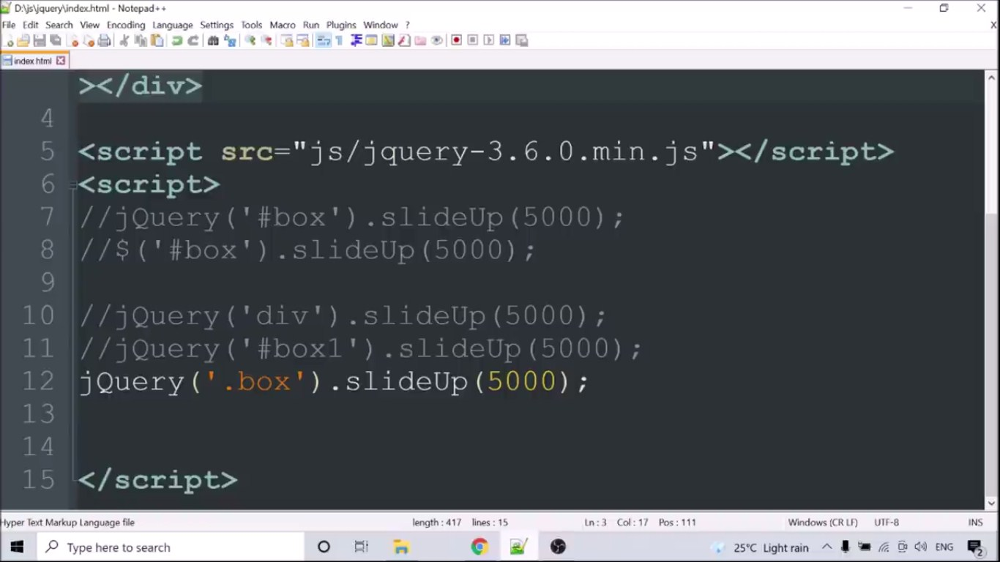 D:\js\jquery\index.html - Notepad++
File Edit Search View Encoding Language Settings Tools Macro Run Plugins Window ? X
index.html
></div>
4
5 <script src="js/jquery-3.6.0.min.js"></script>
6 <script>
7 //jQuery('#box').slideUp(5000);
8 //$('#box').slideUp(5000);
9
10 //jQuery('div').slideUp(5000);
11 //jQuery('#box1').slideUp(5000);
12 jQuery('.box').slideUp(5000);
13
14
15 </script>
Hyper Text Markup Language file length : 417 lines : 15 Ln : 3 Col : 17 Pos : 111 Windows (CR LF) UTF-8 INS
Type here to search 25°C Light rain ENG 2